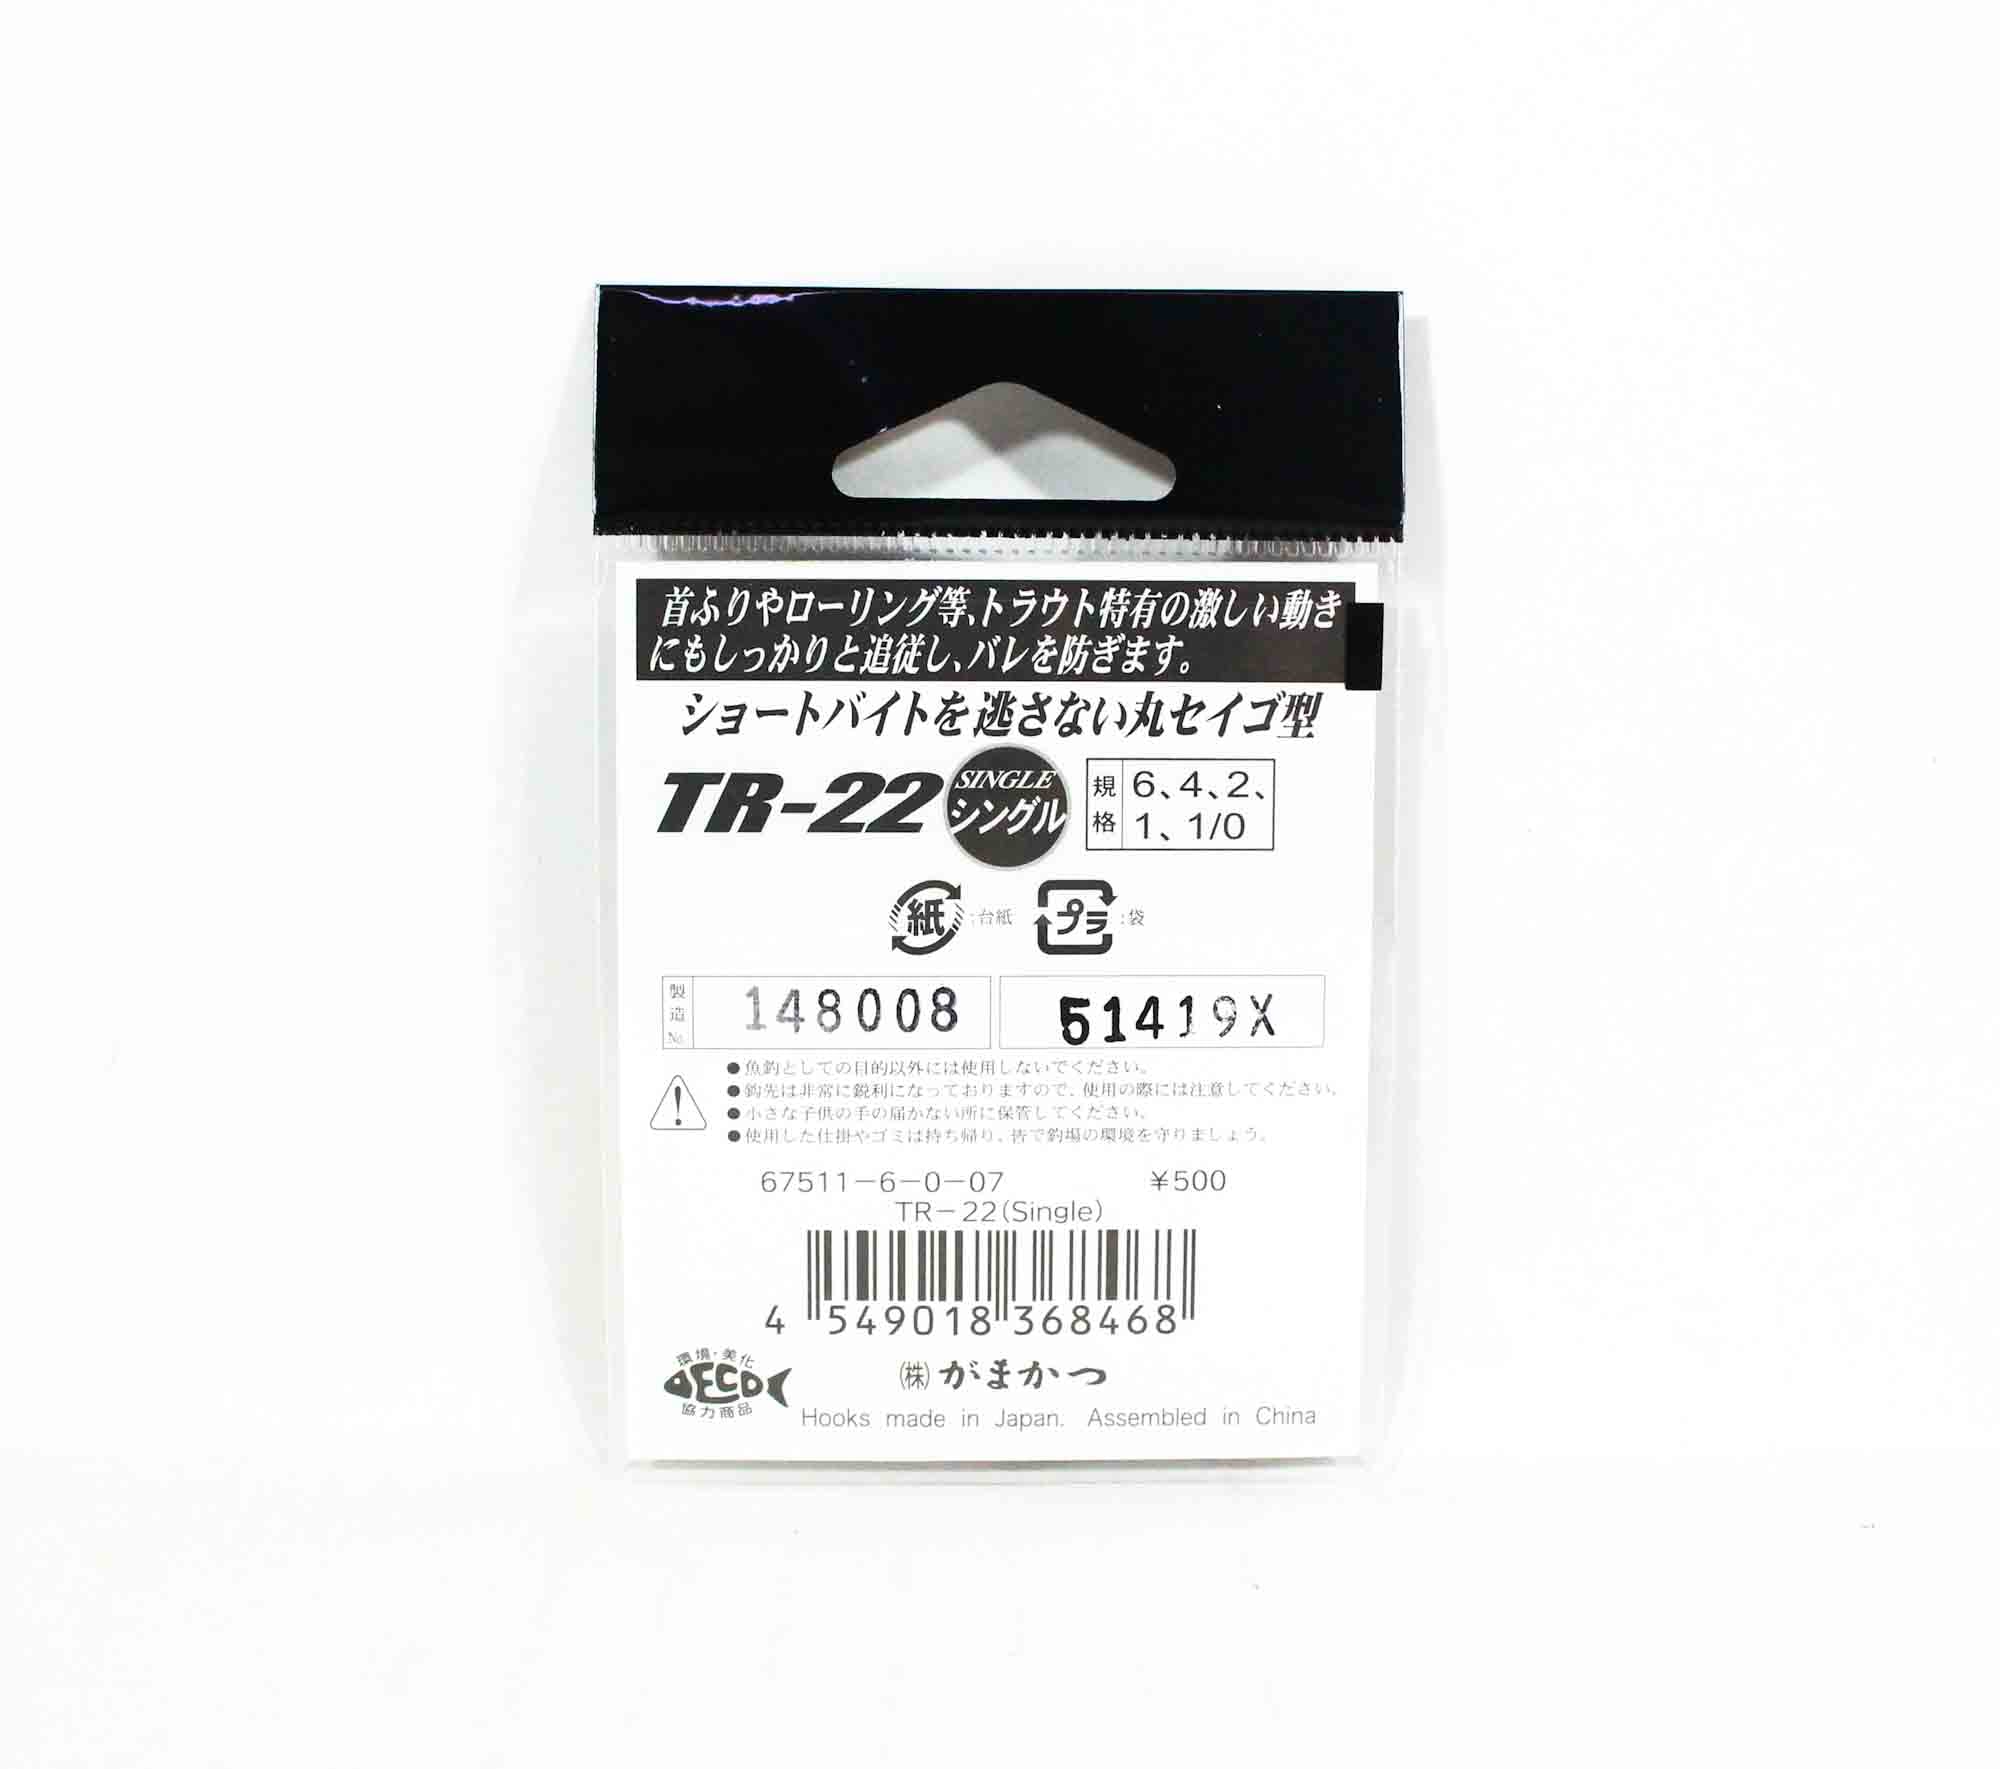 首ふりやローリング等、トラウト特有の激しい動き
にもしっかりと追従し、バレを防ぎます。
ショートバイトを逃さない丸セイゴ型
TR-22 SINGLE シングル
規格 6、4、2、
1、1/0
紙 :台紙 プラ :袋
製造No. 148008 51419X
●魚鈎としての目的以外には使用しないでください。
●鈎先は非常に鋭利になっておりますので、使用の際には注意してください。
●小さな子供の手の届かない所に保管してください。
●使用した仕掛やゴミは持ち帰り、皆で釣場の環境を守りましょう。
67511-6-0-07 ¥500
TR-22(Single)
4 549018 368468
環境・美化
ECO
協力商品
(株)がまかつ
Hooks made in Japan. Assembled in China